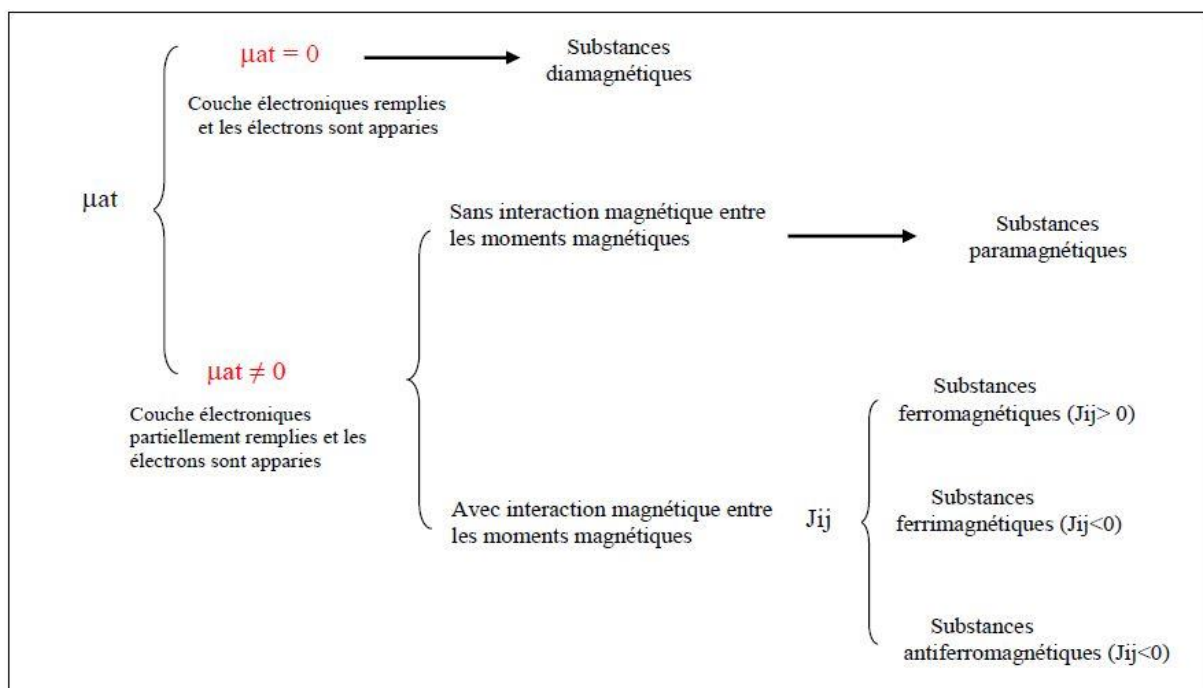 μat = 0
Substances
diamagnétiques
Couche électroniques remplies
et les électrons sont apparies
μat
Sans interaction magnétique entre
les moments magnétiques
Substances
paramagnétiques
μat ≠ 0
Couche électroniques
partiellement remplies et les
électrons sont apparies
Substances
ferromagnétiques (Jij> 0)
Avec interaction magnétique entre
les moments magnétiques
Jij
Substances
ferrimagnétiques (Jij<0)
Substances
antiferromagnétiques (Jij<0)